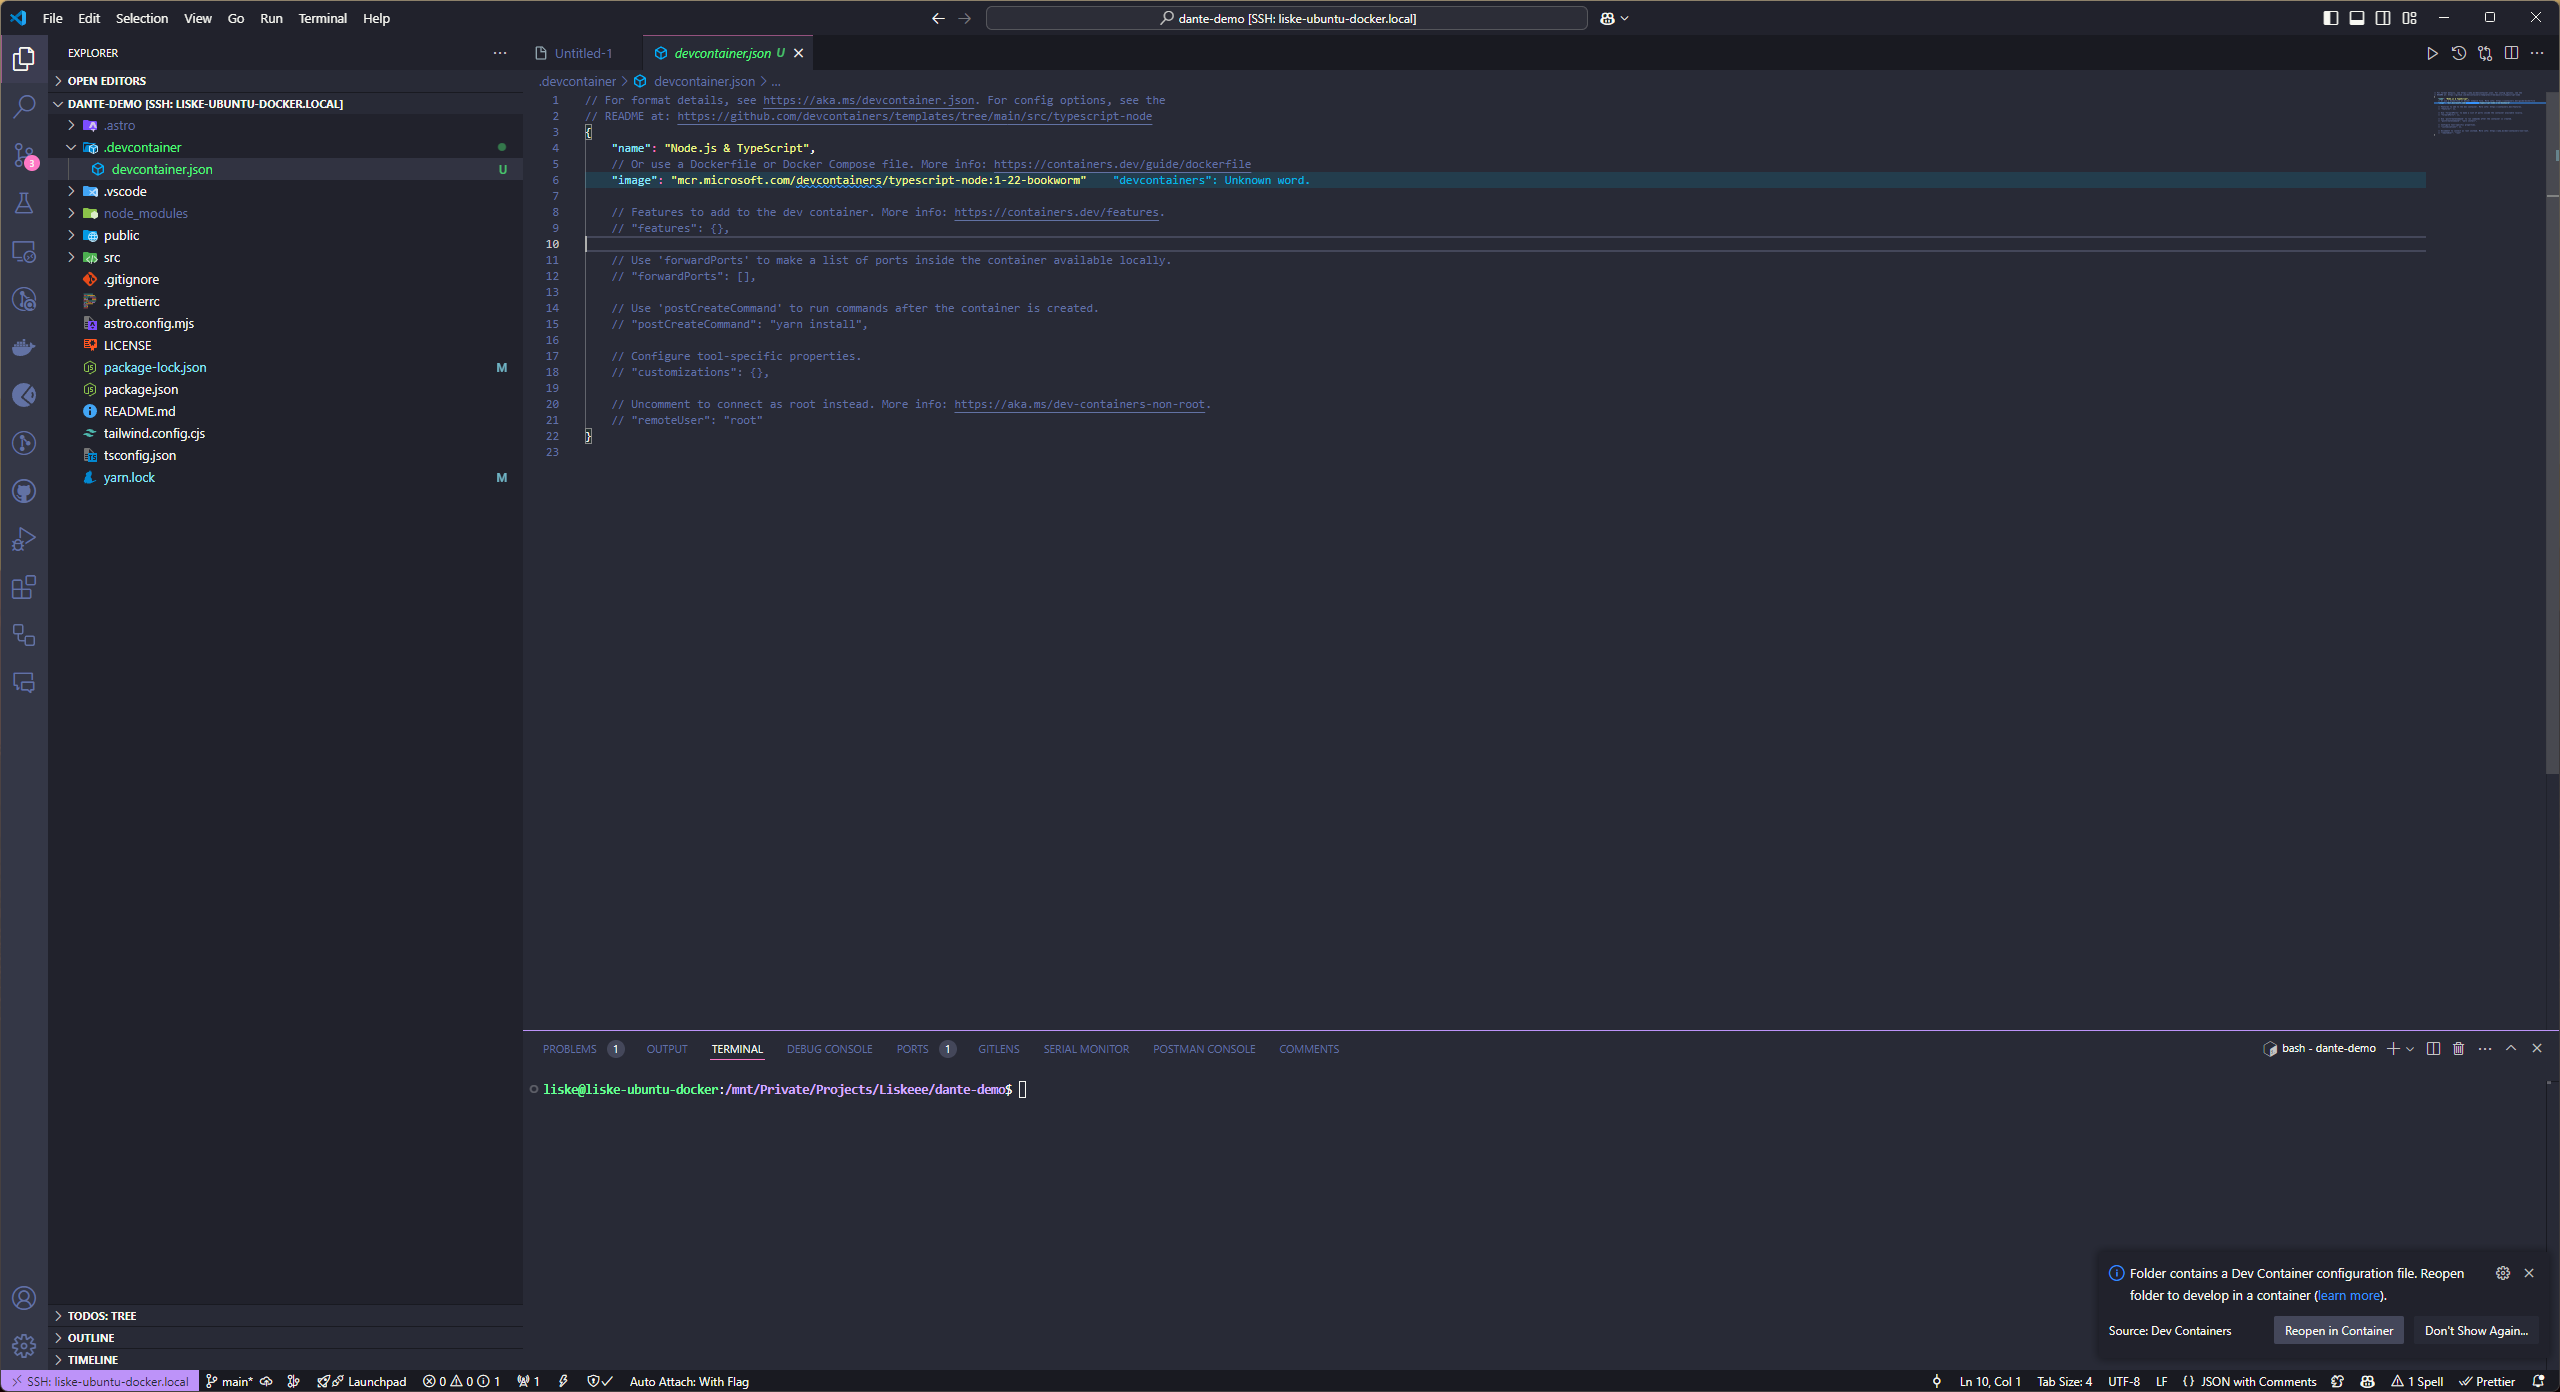 File Edit Selection View Go Run Terminal Help
dante-demo [SSH: liske-ubuntu-docker.local]
EXPLORER
OPEN EDITORS
DANTE-DEMO [SSH: LISKE-UBUNTU-DOCKER.LOCAL]
.astro
.devcontainer
devcontainer.json U
.vscode
node_modules
public
src
.gitignore
.prettierrc
astro.config.mjs
LICENSE
package-lock.json M
package.json
README.md
tailwind.config.cjs
tsconfig.json
yarn.lock M
3
TODOS: TREE
OUTLINE
TIMELINE
Untitled-1
devcontainer.json U
.devcontainer > devcontainer.json > ...
1 // For format details, see https://aka.ms/devcontainer.json. For config options, see the
2 // README at: https://github.com/devcontainers/templates/tree/main/src/typescript-node
3 {
4 "name": "Node.js & TypeScript",
5 // Or use a Dockerfile or Docker Compose file. More info: https://containers.dev/guide/dockerfile
6 "image": "mcr.microsoft.com/devcontainers/typescript-node:1-22-bookworm" "devcontainers": Unknown word.
7
8 // Features to add to the dev container. More info: https://containers.dev/features.
9 // "features": {},
10
11 // Use 'forwardPorts' to make a list of ports inside the container available locally.
12 // "forwardPorts": [],
13
14 // Use 'postCreateCommand' to run commands after the container is created.
15 // "postCreateCommand": "yarn install",
16
17 // Configure tool-specific properties.
18 // "customizations": {},
19
20 // Uncomment to connect as root instead. More info: https://aka.ms/dev-containers-non-root.
21 // "remoteUser": "root"
22 }
23
PROBLEMS 1 OUTPUT TERMINAL DEBUG CONSOLE PORTS 1 GITLENS SERIAL MONITOR POSTMAN CONSOLE COMMENTS
bash - dante-demo
liske@liske-ubuntu-docker:/mnt/Private/Projects/Liskeee/dante-demo$
Folder contains a Dev Container configuration file. Reopen
folder to develop in a container (learn more).
Source: Dev Containers
Reopen in Container
Don't Show Again...
SSH: liske-ubuntu-docker.local main* Launchpad 0 0 1 1 Auto Attach: With Flag
Ln 10, Col 1 Tab Size: 4 UTF-8 LF {} JSON with Comments 1 Spell Prettier